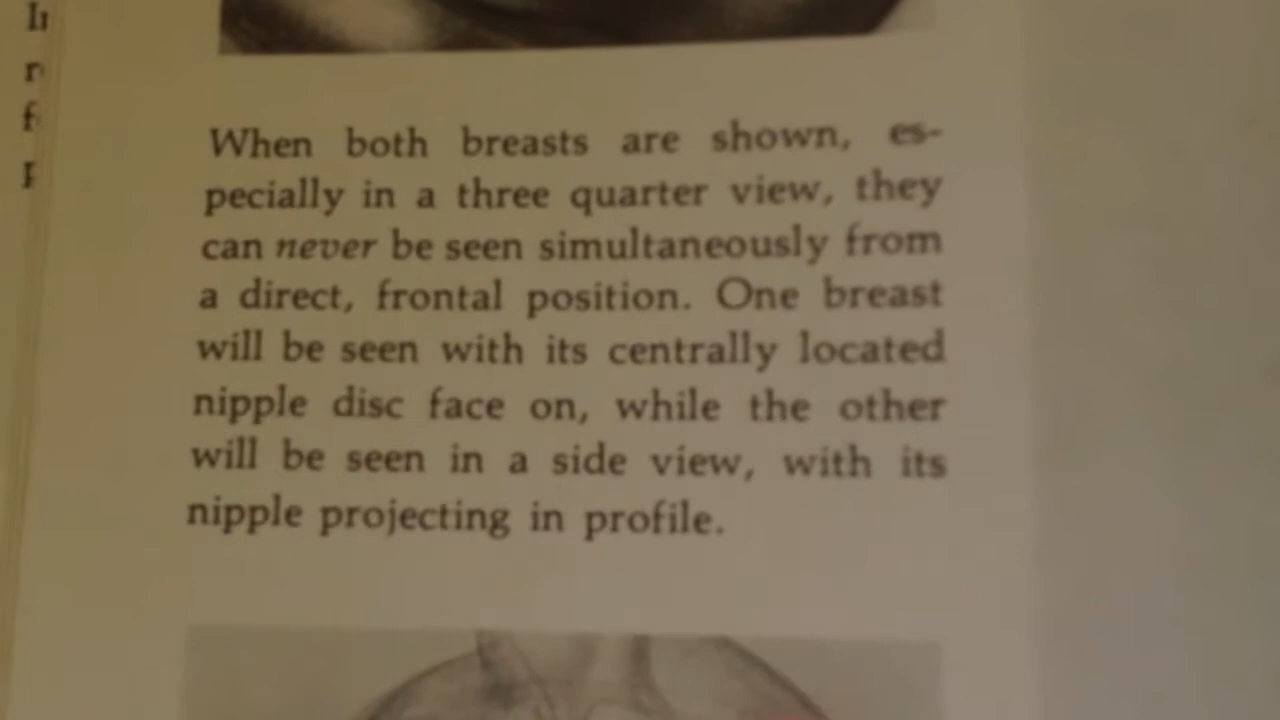 When both breasts are shown, es-
pecially in a three quarter view, they
can never be seen simultaneously from
a direct, frontal position. One breast
will be seen with its centrally located
nipple disc face on, while the other
will be seen in a side view, with its
nipple projecting in profile.